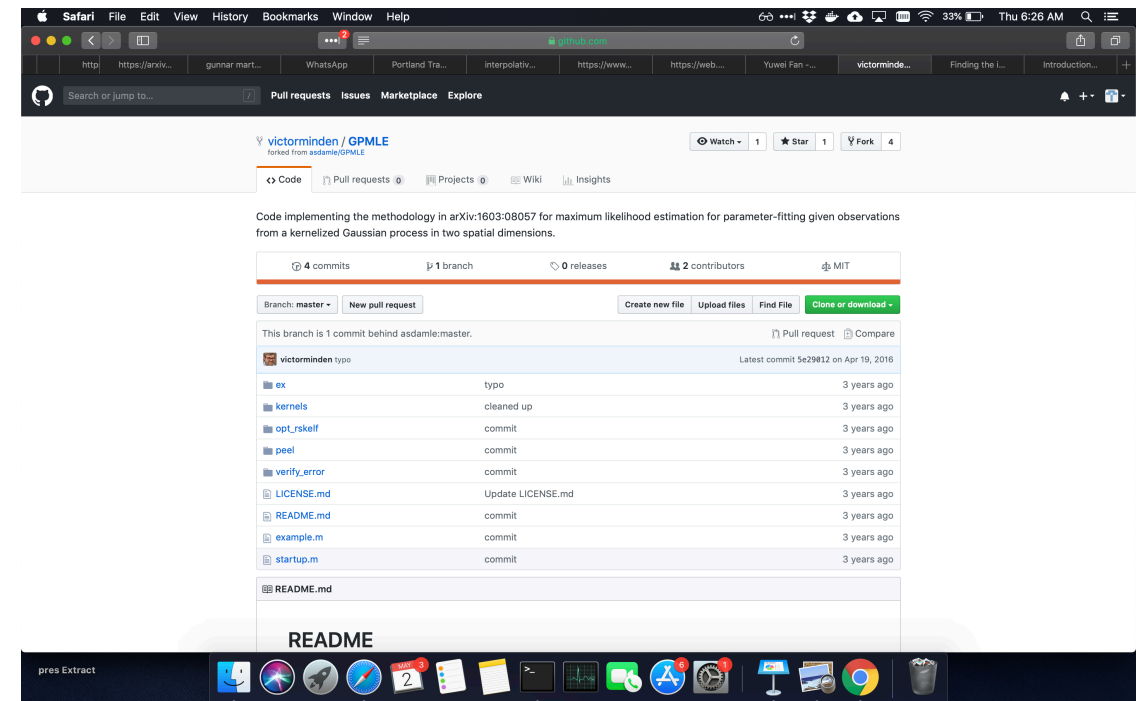 Safari File Edit View History Bookmarks Window Help 33% Thu 6:26 AM
2 github.com
http https://arxiv... gunnar mart... WhatsApp Portland Tra... interpolativ... https://www... https://web.... Yuwei Fan -... victorminde... Finding the i... Introduction...
Search or jump to... / Pull requests Issues Marketplace Explore
victorminden / GPMLE Watch 1 Star 1 Fork 4
forked from asdamle/GPMLE
Code Pull requests 0 Projects 0 Wiki Insights
Code implementing the methodology in arXiv:1603:08057 for maximum likelihood estimation for parameter-fitting given observations
from a kernelized Gaussian process in two spatial dimensions.
4 commits 1 branch 0 releases 2 contributors MIT
Branch: master New pull request Create new file Upload files Find File Clone or download
This branch is 1 commit behind asdamle:master. Pull request Compare
victorminden typo Latest commit 5e29012 on Apr 19, 2016
ex typo 3 years ago
kernels cleaned up 3 years ago
opt_rskelf commit 3 years ago
peel commit 3 years ago
verify_error commit 3 years ago
LICENSE.md Update LICENSE.md 3 years ago
README.md commit 3 years ago
example.m commit 3 years ago
startup.m commit 3 years ago
README.md
README
pres Extract MAY 2 3 6 1